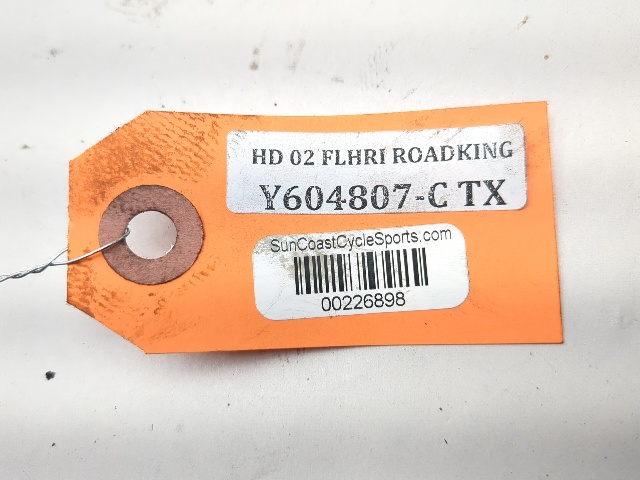 HD 02 FLHRI ROADKING
Y604807-C TX
SunCoastCycleSports.com
00226898